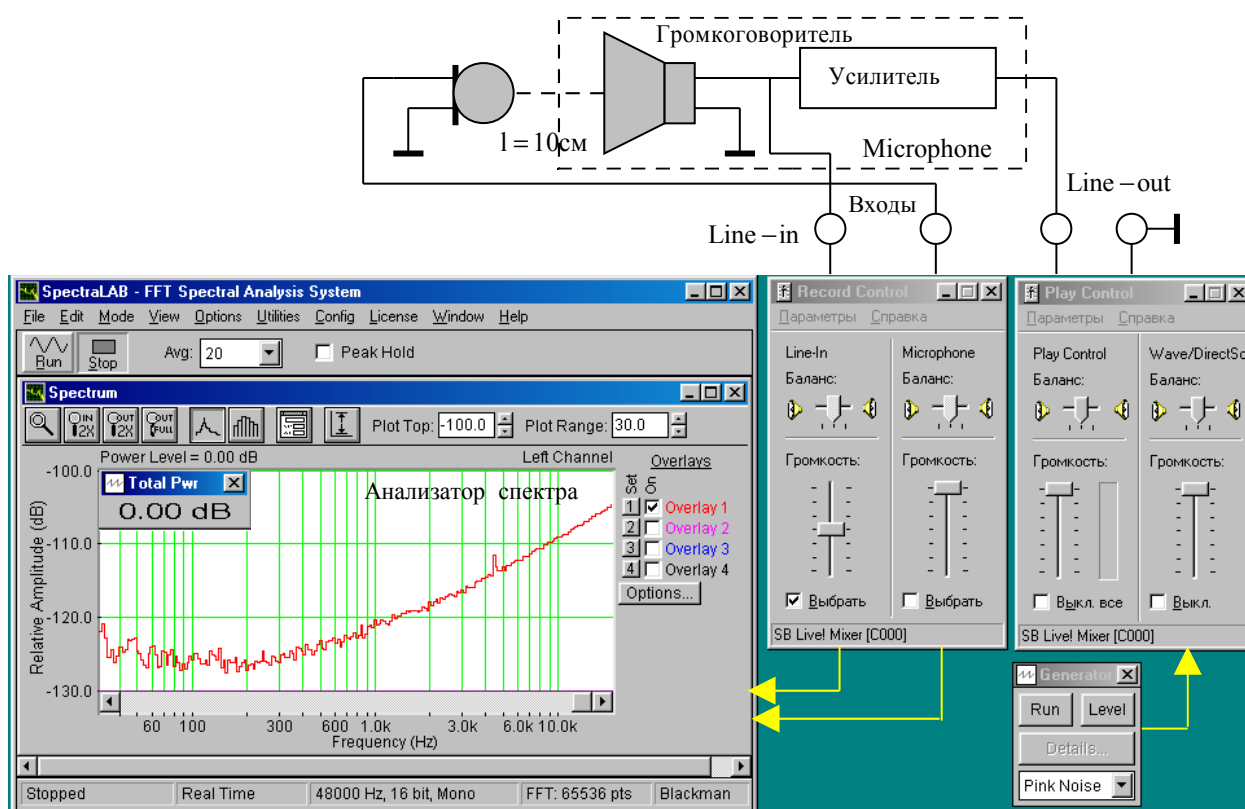 Громкоговоритель
Усилитель
l = 10см
Microphone
Входы
Line – out
Line – in
SpectraLAB - FFT Spectral Analysis System
File Edit Mode View Options Utilities Config License Window Help
Run Stop Avg: 20 Peak Hold
Spectrum
IN 2X OUT 2X OUT FULL Plot Top: -100.0 Plot Range: 30.0
Power Level = 0.00 dB Left Channel Overlays
Total Pwr
0.00 dB
Анализатор спектра
Set On
1 Overlay 1
2 Overlay 2
3 Overlay 3
4 Overlay 4
Options...
Relative Amplitude (dB)
-100.0
-110.0
-120.0
-130.0
60 100 300 600 1.0k 3.0k 6.0k 10.0k
Frequency (Hz)
Stopped Real Time 48000 Hz, 16 bit, Mono FFT: 65536 pts Blackman
Record Control
Параметры Справка
Line-In Microphone
Баланс: Баланс:
Громкость: Громкость:
Выбрать Выбрать
SB Live! Mixer [C000]
Play Control
Параметры Справка
Play Control Wave/DirectSo
Баланс: Баланс:
Громкость: Громкость:
Выкл. все Выкл.
SB Live! Mixer [C000]
Generator
Run Level
Details...
Pink Noise